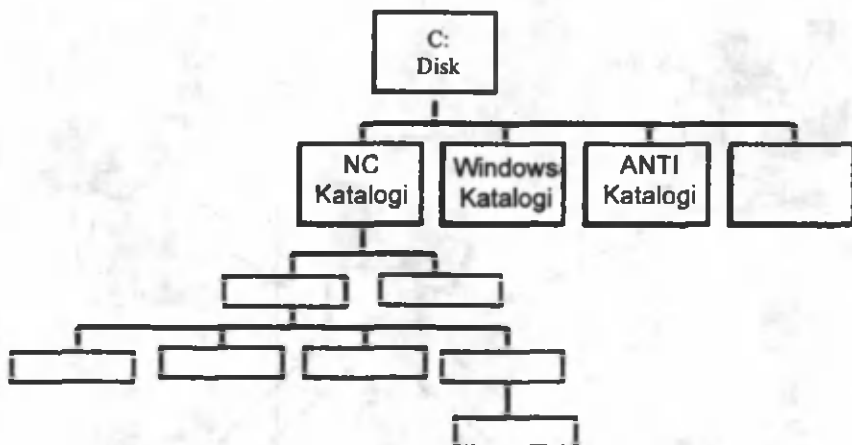 C:
Disk
NC
Katalogi
Windows
Katalogi
ANTI
Katalogi